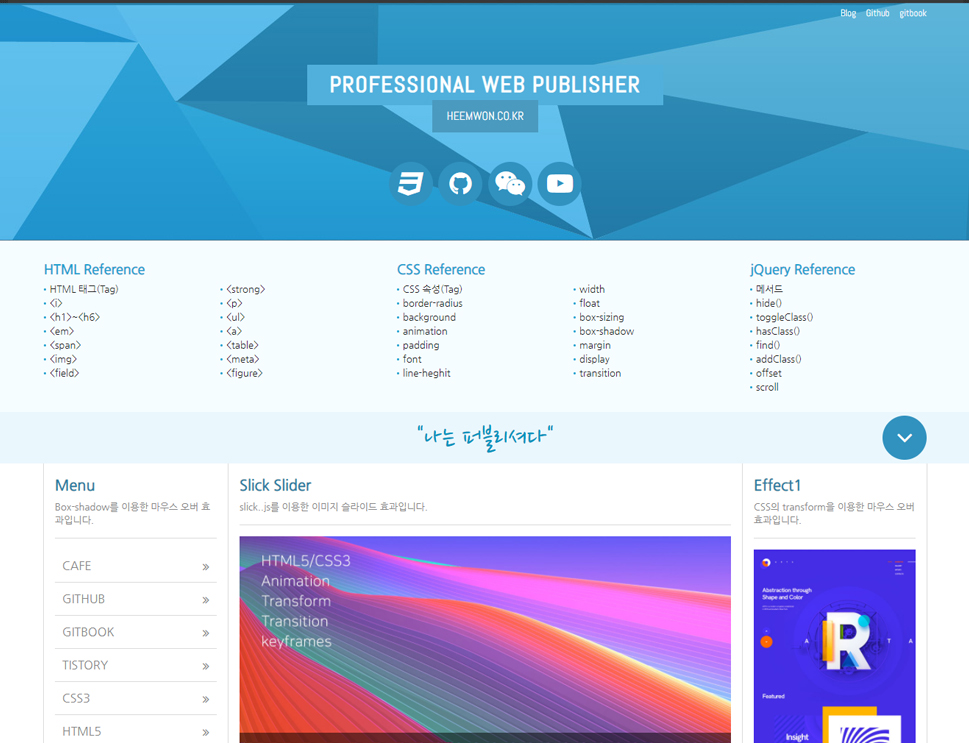 Blog Github gitbook
PROFESSIONAL WEB PUBLISHER
HEEMWON.CO.KR
HTML Reference
HTML 태그(Tag)
<i>
<h1>~<h6>
<em>
<span>
<img>
<field>
<strong>
<p>
<ul>
<a>
<table>
<meta>
<figure>
CSS Reference
CSS 속성(Tag)
border-radius
background
animation
padding
font
line-heghit
width
float
box-sizing
box-shadow
margin
display
transition
jQuery Reference
메서드
hide()
toggleClass()
hasClass()
find()
addClass()
offset
scroll
"나는 퍼블리셔다"
Menu
Box-shadow를 이용한 마우스 오버 효
과입니다.
CAFE
GITHUB
GITBOOK
TISTORY
CSS3
HTML5
Slick Slider
slick..js를 이용한 이미지 슬라이드 효과입니다.
HTML5/CSS3
Animation
Transform
Transition
keyframes
Effect1
CSS의 transform을 이용한 마우스 오버
효과입니다.
Abstraction through
Shape and Color
A R T A
Featured
Insight